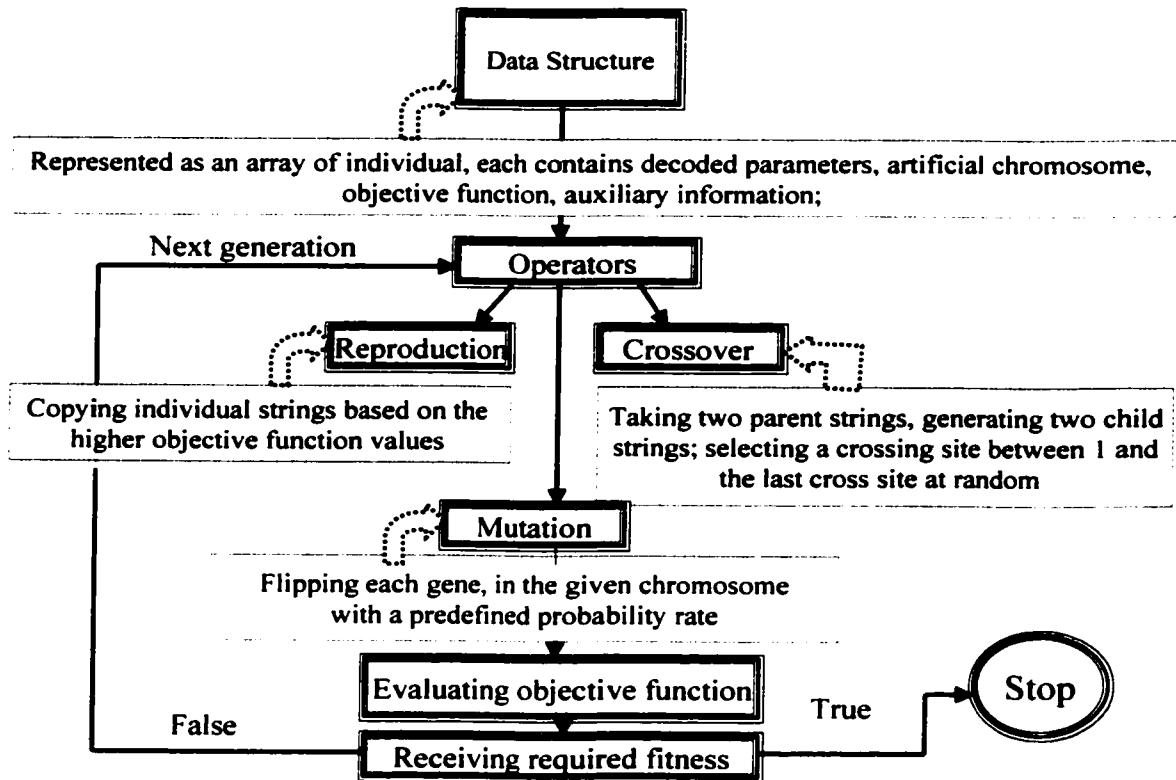 Data Structure
Represented as an array of individual, each contains decoded parameters, artificial chromosome,
objective function, auxiliary information;
Next generation
Operators
Reproduction
Crossover
Copying individual strings based on the
higher objective function values
Taking two parent strings, generating two child
strings; selecting a crossing site between 1 and
the last cross site at random
Mutation
Flipping each gene, in the given chromosome
with a predefined probability rate
Evaluating objective function
Stop
False
True
Receiving required fitness